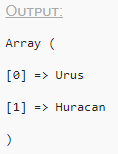 OUTPUT:
Array (
[0] => Urus
[1] => Huracan
)